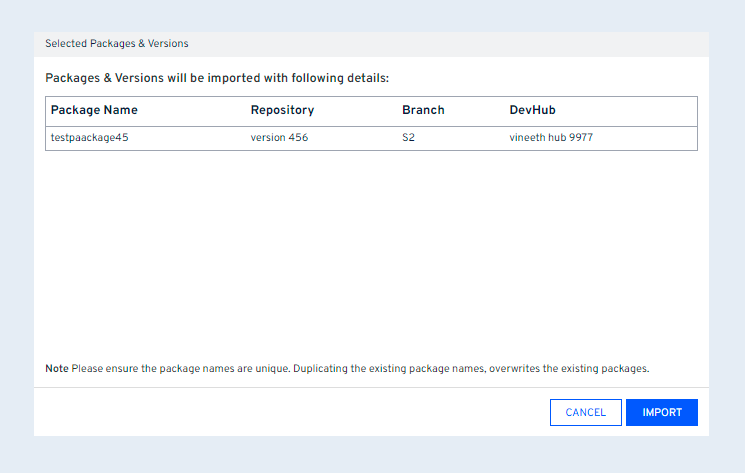 Selected Packages & Versions
Packages & Versions will be imported with following details:
Package Name Repository Branch DevHub
testpaackage45 version 456 S2 vineeth hub 9977
Note Please ensure the package names are unique. Duplicating the existing package names, overwrites the existing packages.
CANCEL IMPORT